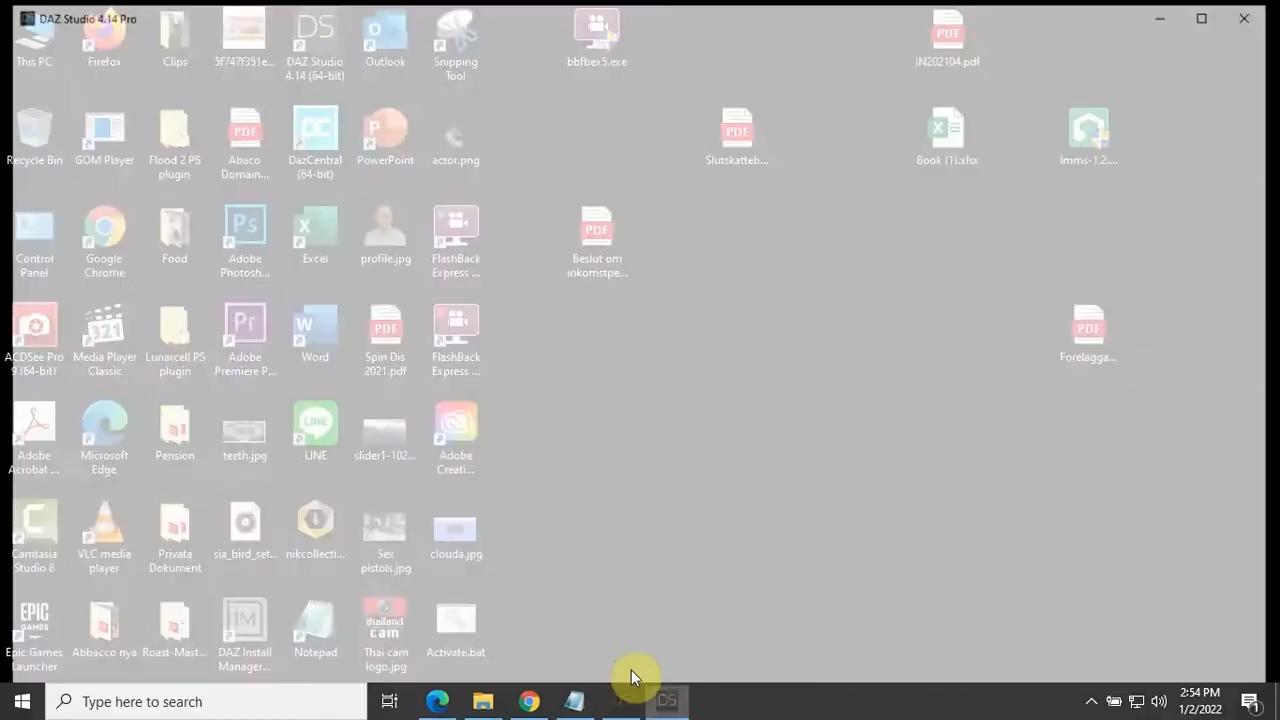 DAZ Studio 4.14 Pro
This PC
Firefox
Clips
5f747f351e...
DAZ Studio
4.14 (64-bit)
Outlook
Snipping
Tool
bbfbex5.exe
IN202104.pdf
Recycle Bin
GOM Player
Flood 2 PS
plugin
Abaco
Domain...
DazCentral
(64-bit)
PowerPoint
actor.png
Slutskatteb...
Book (1).xlsx
lmms-1.2....
Control
Panel
Google
Chrome
Food
Adobe
Photosh...
Excel
profile.jpg
FlashBack
Express ...
Beslut om
inkomstpe...
ACDSee Pro
9 (64-bit)
Media Player
Classic
Lunarcell PS
plugin
Adobe
Premiere P...
Word
Spin Dis
2021.pdf
FlashBack
Express ...
Forelagga...
Adobe
Acrobat ...
Microsoft
Edge
Pension
teeth.jpg
LINE
slider1-102...
Adobe
Creati...
Camtasia
Studio 8
VLC media
player
Privata
Dokument
sia_bird_set...
nikcollecti...
Sex
pistols.jpg
clouda.jpg
Epic Games
Launcher
Abbacco nya
Roast-Mast...
DAZ Install
Manager...
Notepad
Thai cam
logo.jpg
Activate.bat
Type here to search
2:54 PM
1/2/2022